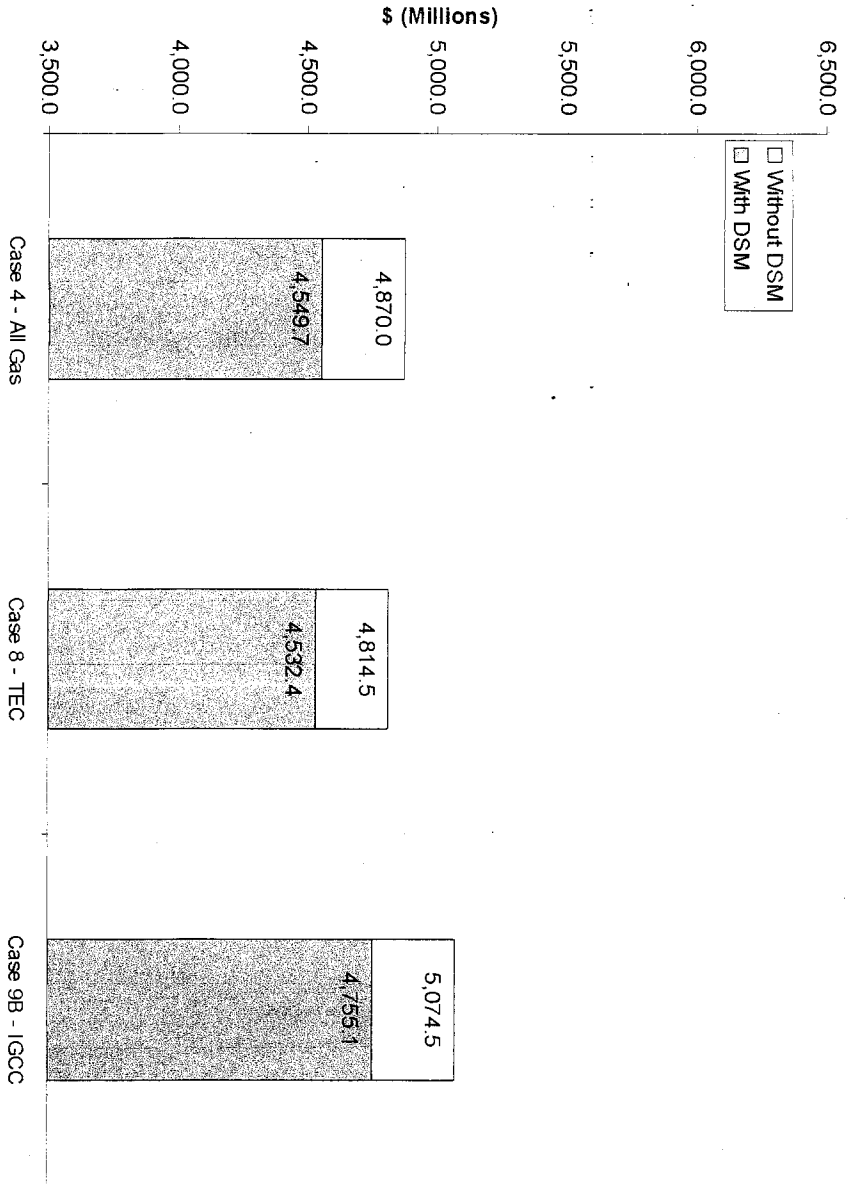 $ (Millions)
6,500.0
6,000.0
5,500.0
5,000.0
4,500.0
4,000.0
3,500.0
Without DSM
With DSM
4,870.0
4,549.7
4,814.5
4,532.4
5,074.5
4,755.1
Case 4 - All Gas
Case 8 - TEC
Case 9B - IGCC